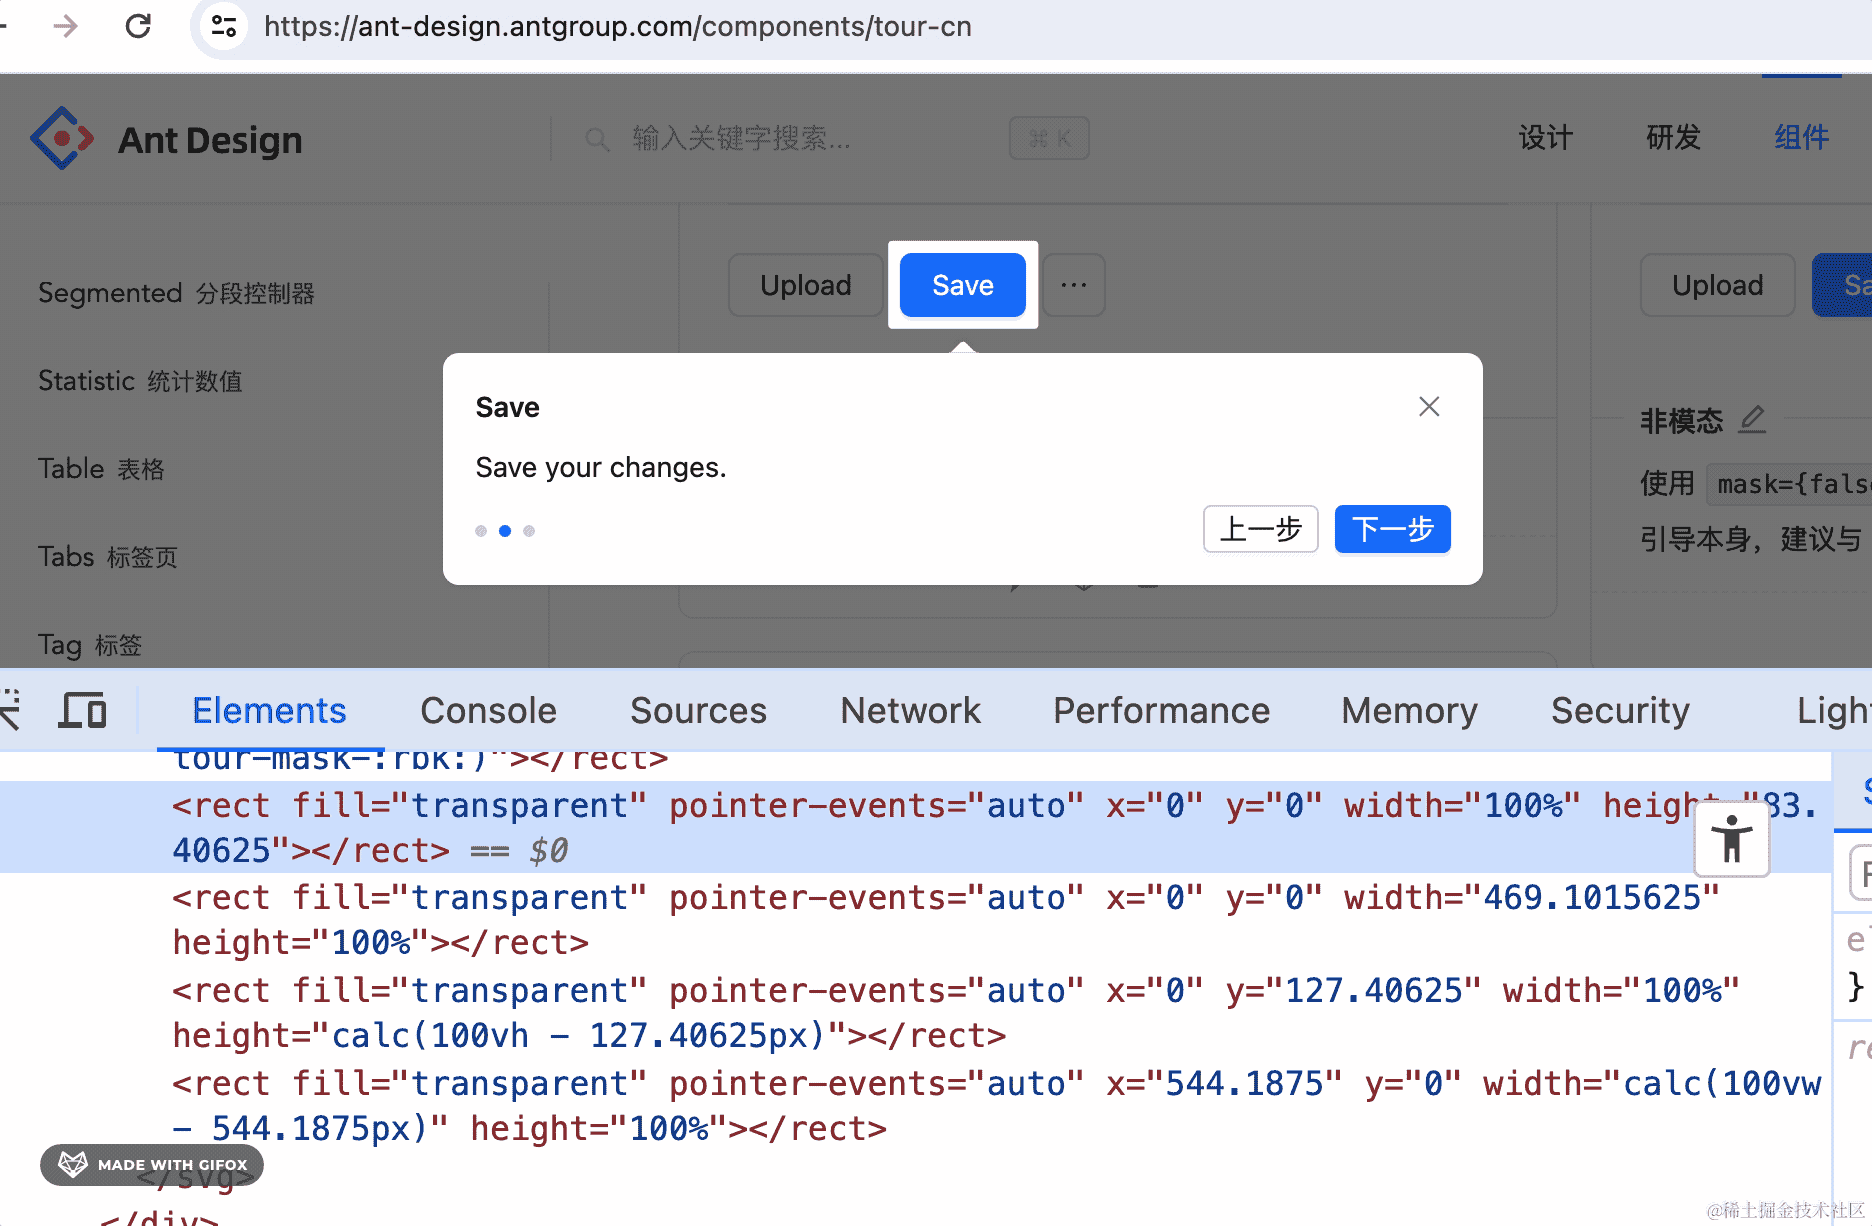 https://ant-design.antgroup.com/components/tour-cn
Ant Design
输入关键字搜索...
⌘ K
设计
研发
组件
Segmented 分段控制器
Statistic 统计数值
Table 表格
Tabs 标签页
Tag 标签
Upload
Save
···
Save
Save your changes.
上一步
下一步
Upload
Sa
非模态
使用 mask={fals
引导本身，建议与
Elements
Console
Sources
Network
Performance
Memory
Security
Ligh
tour-mask-:rbk:)"></rect>
<rect fill="transparent" pointer-events="auto" x="0" y="0" width="100%" height="83.
40625"></rect> == $0
<rect fill="transparent" pointer-events="auto" x="0" y="0" width="469.1015625"
height="100%"></rect>
<rect fill="transparent" pointer-events="auto" x="0" y="127.40625" width="100%"
height="calc(100vh - 127.40625px)"></rect>
<rect fill="transparent" pointer-events="auto" x="544.1875" y="0" width="calc(100vw
- 544.1875px)" height="100%"></rect>
</svg>
</div>
MADE WITH GIFOX
}
re
@稀土掘金技术社区